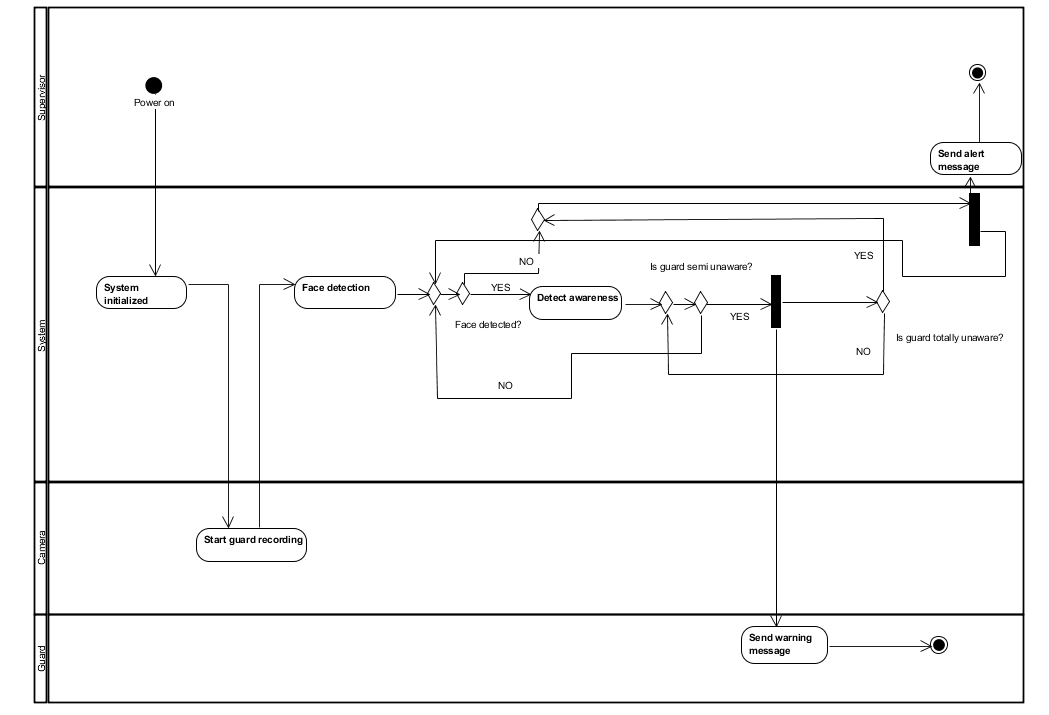 Supervisor
Power on
Send alert
message
System
YES
NO
Is guard semi unaware?
System
initialized
Face detection
YES
Detect awareness
Face detected?
YES
Is guard totally unaware?
NO
NO
Camera
Start guard recording
Guard
Send warning
message